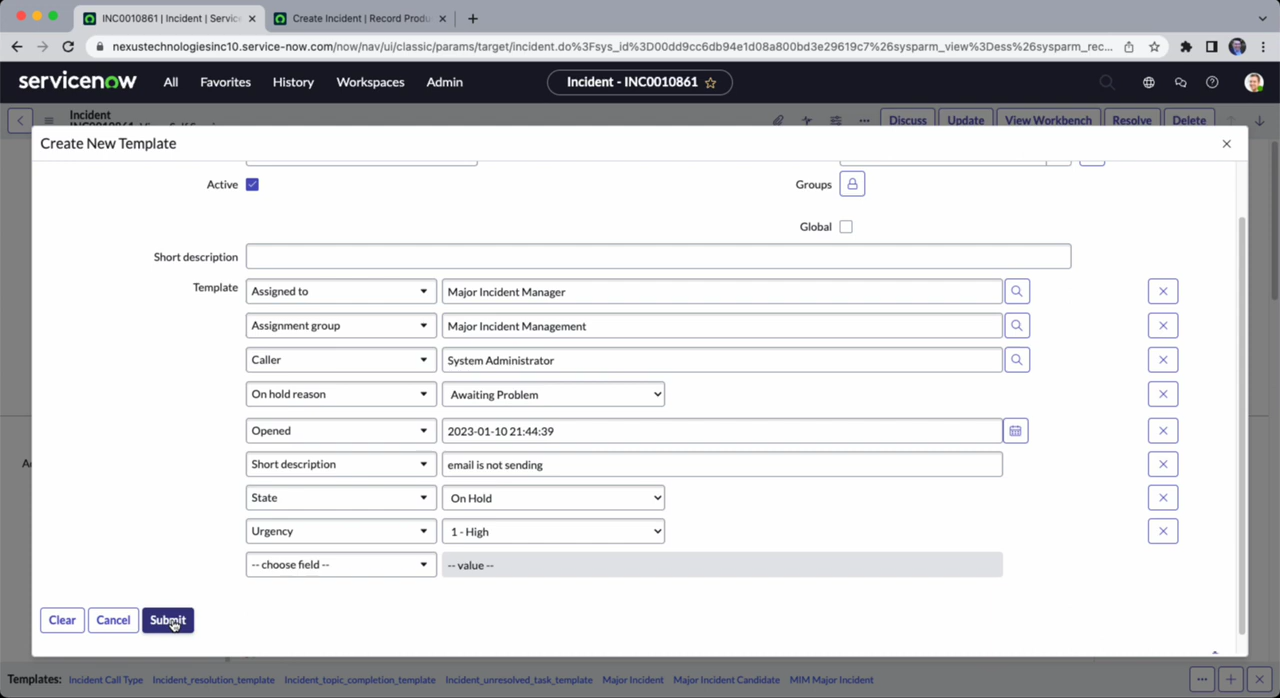 INC0010861 | Incident | Service
Create Incident | Record Produ
nexustechnologiesinc10.service-now.com/now/nav/ui/classic/params/target/incident.do%3Fsys_id%3D00dd9cc6db94e1d08a800bd3e29619c7%26sysparm_view%3Dess%26sysparm_rec...
servicenow All Favorites History Workspaces Admin Incident - INC0010861
Incident
Discuss Update View Workbench Resolve Delete
Create New Template
Active Groups
Global
Short description
Template Assigned to Major Incident Manager
Assignment group Major Incident Management
Caller System Administrator
On hold reason Awaiting Problem
Opened 2023-01-10 21:44:39
Short description email is not sending
State On Hold
Urgency 1 - High
-- choose field -- -- value --
Clear Cancel Submit
Templates: Incident Call Type Incident_resolution_template Incident_topic_completion_template Incident_unresolved_task_template Major Incident Major Incident Candidate MIM Major Incident